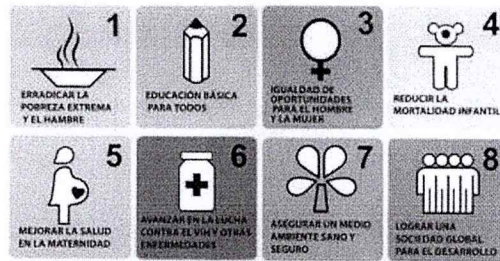 1
ERRADICAR LA
POBREZA EXTREMA
Y EL HAMBRE
2
EDUCACIÓN BÁSICA
PARA TODOS
3
IGUALDAD DE
OPORTUNIDADES
PARA EL HOMBRE
Y LA MUJER
4
REDUCIR LA
MORTALIDAD INFANTIL
5
MEJORAR LA SALUD
EN LA MATERNIDAD
6
AVANZAR EN LA LUCHA
CONTRA EL VIH Y OTRAS
ENFERMEDADES
7
ASEGURAR UN MEDIO
AMBIENTE SANO Y
SEGURO
8
LOGRAR UNA
SOCIEDAD GLOBAL
PARA EL DESARROLLO